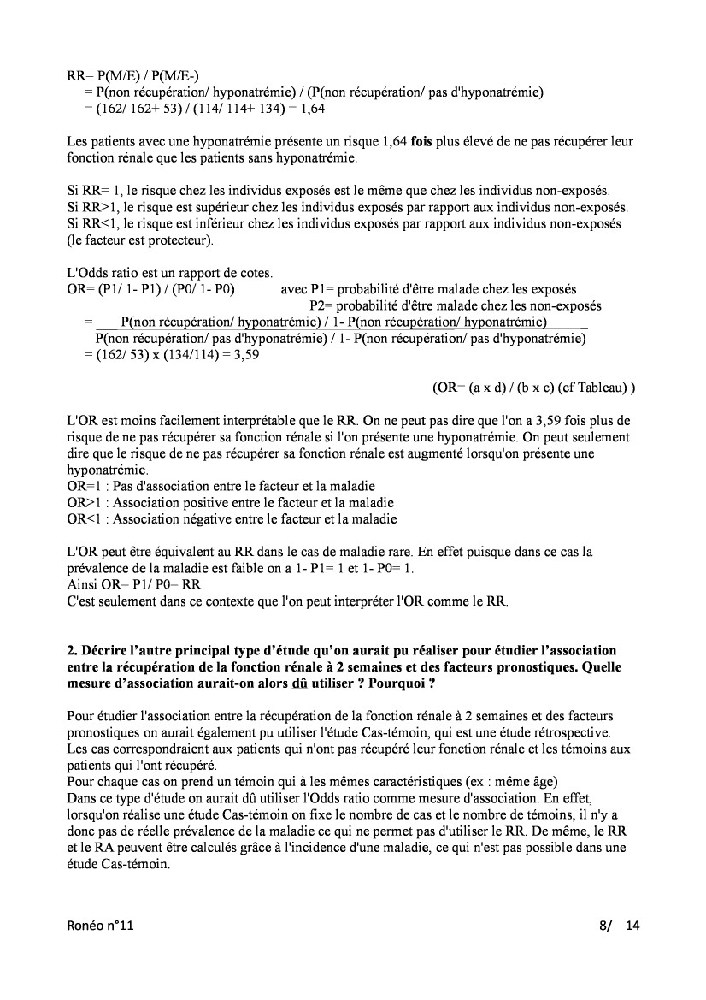 RR= P(M/E) / P(M/E-)
= P(non récupération/ hyponatrémie) / (P(non récupération/ pas d'hyponatrémie)
= (162/ 162+ 53) / (114/ 114+ 134) = 1,64
Les patients avec une hyponatrémie présente un risque 1,64 fois plus élevé de ne pas récupérer leur
fonction rénale que les patients sans hyponatrémie.
Si RR= 1, le risque chez les individus exposés est le même que chez les individus non-exposés.
Si RR>1, le risque est supérieur chez les individus exposés par rapport aux individus non-exposés.
Si RR<1, le risque est inférieur chez les individus exposés par rapport aux individus non-exposés
(le facteur est protecteur).
L'Odds ratio est un rapport de cotes.
OR= (P1/ 1- P1) / (P0/ 1- P0) avec P1= probabilité d'être malade chez les exposés
P2= probabilité d'être malade chez les non-exposés
= P(non récupération/ hyponatrémie) / 1- P(non récupération/ hyponatrémie)
P(non récupération/ pas d'hyponatrémie) / 1- P(non récupération/ pas d'hyponatrémie)
= (162/ 53) x (134/114) = 3,59
(OR= (a x d) / (b x c) (cf Tableau) )
L'OR est moins facilement interprétable que le RR. On ne peut pas dire que l'on a 3,59 fois plus de
risque de ne pas récupérer sa fonction rénale si l'on présente une hyponatrémie. On peut seulement
dire que le risque de ne pas récupérer sa fonction rénale est augmenté lorsqu'on présente une
hyponatrémie.
OR=1 : Pas d'association entre le facteur et la maladie
OR>1 : Association positive entre le facteur et la maladie
OR<1 : Association négative entre le facteur et la maladie
L'OR peut être équivalent au RR dans le cas de maladie rare. En effet puisque dans ce cas la
prévalence de la maladie est faible on a 1- P1= 1 et 1- P0= 1.
Ainsi OR= P1/ P0= RR
C'est seulement dans ce contexte que l'on peut interpréter l'OR comme le RR.
2. Décrire l’autre principal type d’étude qu’on aurait pu réaliser pour étudier l’association
entre la récupération de la fonction rénale à 2 semaines et des facteurs pronostiques. Quelle
mesure d’association aurait-on alors dû utiliser ? Pourquoi ?
Pour étudier l'association entre la récupération de la fonction rénale à 2 semaines et des facteurs
pronostiques on aurait également pu utiliser l'étude Cas-témoin, qui est une étude rétrospective.
Les cas correspondraient aux patients qui n'ont pas récupéré leur fonction rénale et les témoins aux
patients qui l'ont récupéré.
Pour chaque cas on prend un témoin qui à les mêmes caractéristiques (ex : même âge)
Dans ce type d'étude on aurait dû utiliser l'Odds ratio comme mesure d'association. En effet,
lorsqu'on réalise une étude Cas-témoin on fixe le nombre de cas et le nombre de témoins, il n'y a
donc pas de réelle prévalence de la maladie ce qui ne permet pas d'utiliser le RR. De même, le RR
et le RA peuvent être calculés grâce à l'incidence d'une maladie, ce qui n'est pas possible dans une
étude Cas-témoin.
Ronéo n°11 8/ 14